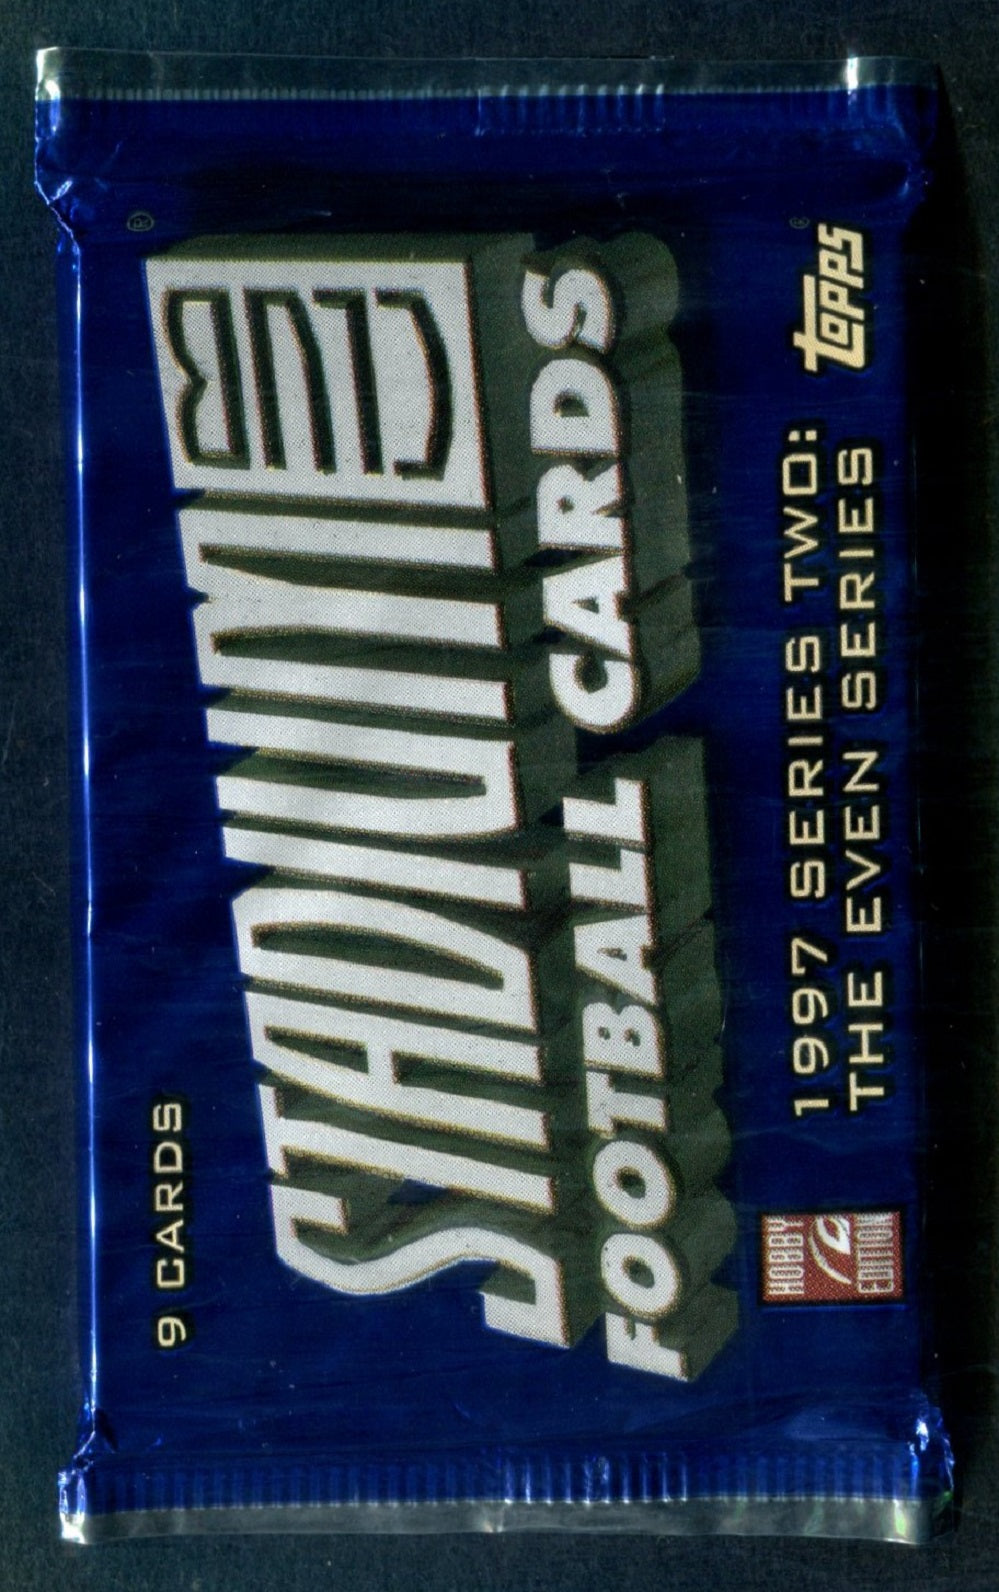 9 CARDS
STADIUM CLUB ®
FOOTBALL CARDS
HOBBY
EDITION
1997 SERIES TWO:
THE EVEN SERIES
TOPPS ®